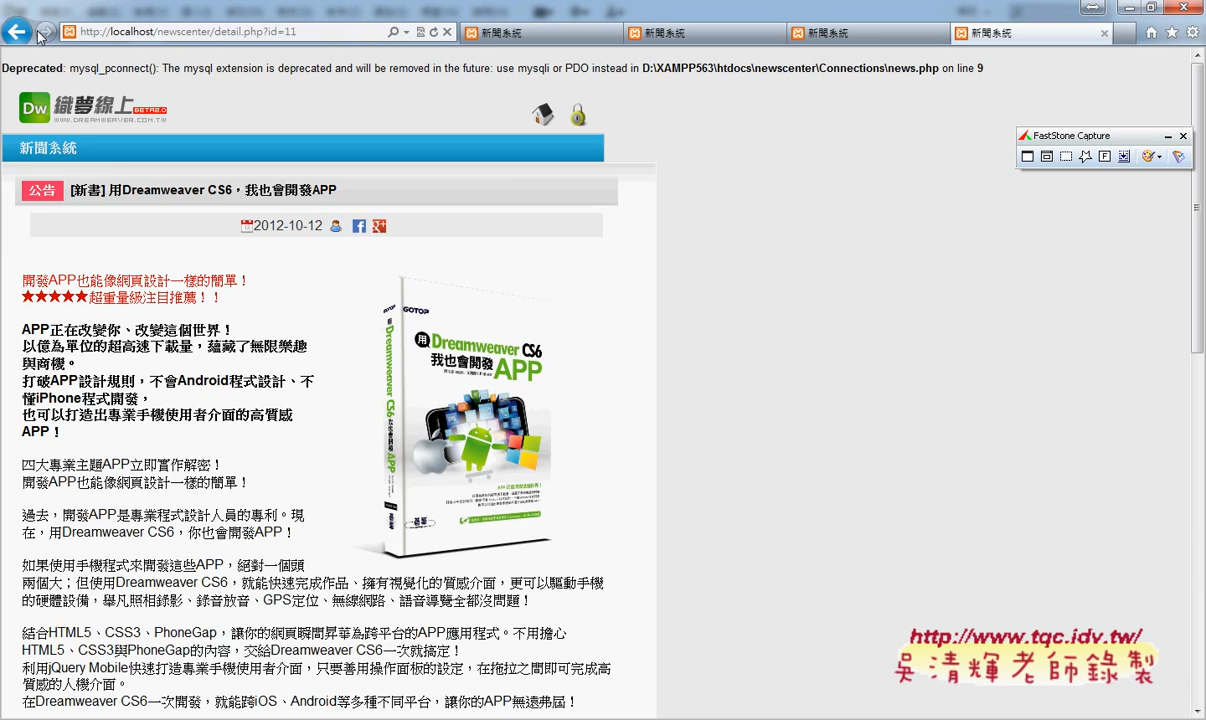 http://localhost/newscenter/detail.php?id=11
新聞系統
新聞系統
新聞系統
新聞系統
Deprecated: mysql_pconnect(): The mysql extension is deprecated and will be removed in the future: use mysqli or PDO instead in D:\XAMPP563\htdocs\newscenter\Connections\news.php on line 9
Dw 織夢線上 BETA2.0
WWW.DREAMWEAVER.COM.TW
FastStone Capture
新聞系統
公告 [新書] 用Dreamweaver CS6，我也會開發APP
2012-10-12
開發APP也能像網頁設計一樣的簡單！
★★★★★超重量級注目推薦！！
APP正在改變你、改變這個世界！
以億為單位的超高速下載量，蘊藏了無限樂趣
與商機。
打破APP設計規則，不會Android程式設計、不
懂iPhone程式開發，
也可以打造出專業手機使用者介面的高質感
APP！
四大專業主題APP立即實作解密！
開發APP也能像網頁設計一樣的簡單！
過去，開發APP是專業程式設計人員的專利。現
在，用Dreamweaver CS6，你也會開發APP！
GOTOP
用Dreamweaver CS6
我也會開發APP
用Dreamweaver CS6 我也會開發APP
如果使用手機程式來開發這些APP，絕對一個頭
兩個大；但使用Dreamweaver CS6，就能快速完成作品、擁有視覺化的質感介面，更可以驅動手機
的硬體設備，舉凡照相錄影、錄音放音、GPS定位、無線網路、語音導覽全都沒問題！
結合HTML5、CSS3、PhoneGap，讓你的網頁瞬間昇華為跨平台的APP應用程式。不用擔心
HTML5、CSS3與PhoneGap的內容，交給Dreamweaver CS6一次就搞定！
利用jQuery Mobile快速打造專業手機使用者介面，只要善用操作面板的設定，在拖拉之間即可完成高
質感的人機介面。
在Dreamweaver CS6一次開發，就能跨iOS、Android等多種不同平台，讓你的APP無遠弗屆！
http://www.tqc.idv.tw/
吳清輝老師錄製